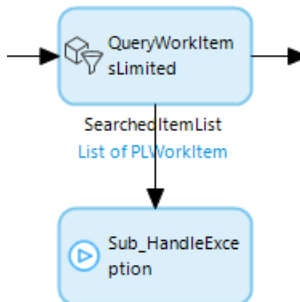 QueryWorkItem
sLimited
SearchedItemList
List of PLWorkItem
Sub_HandleExce
ption